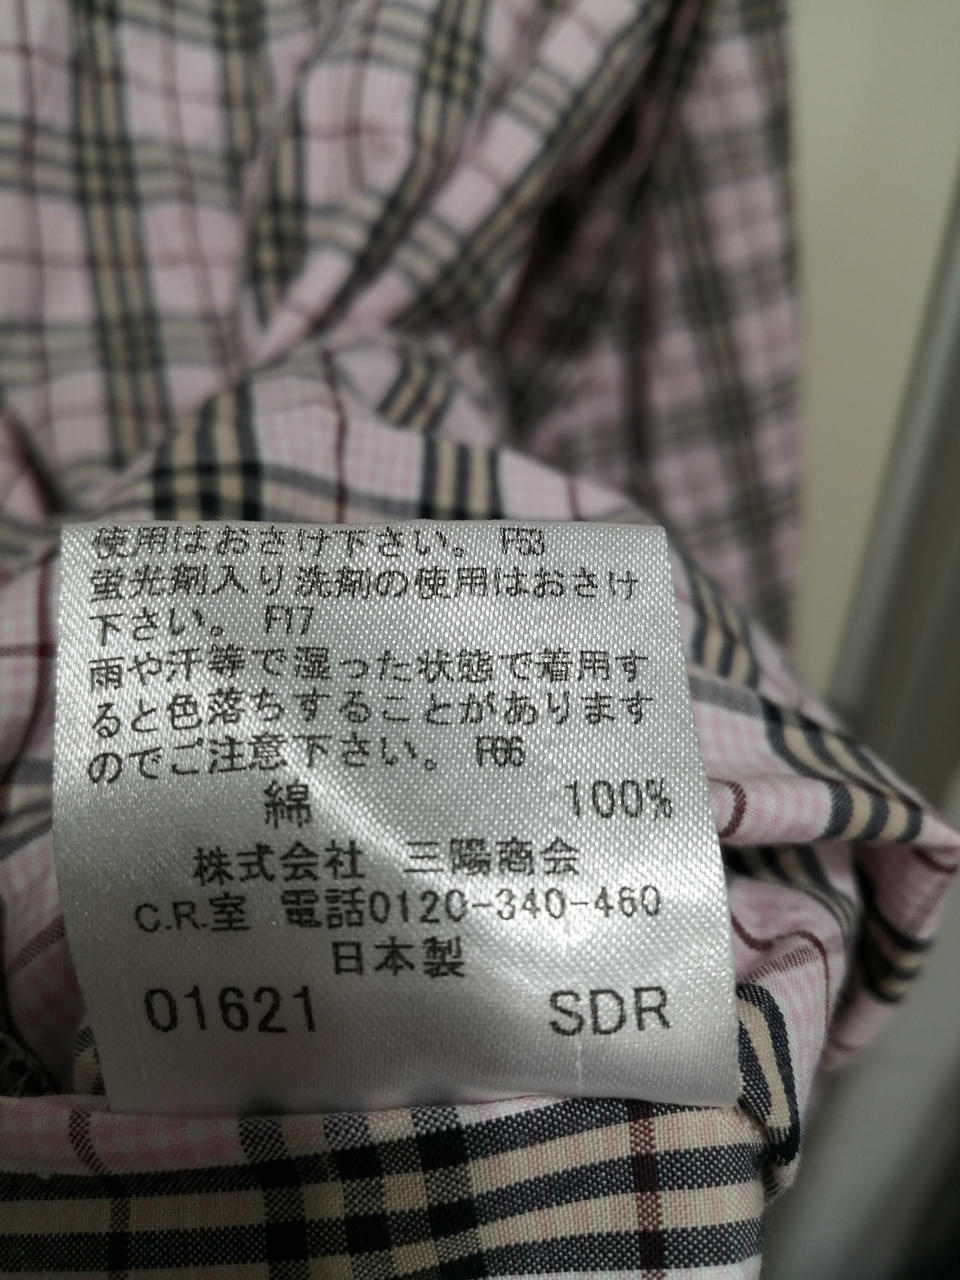 使用はおさけ下さい。 F53
蛍光剤入り洗剤の使用はおさけ
下さい。 F17
雨や汗等で湿った状態で着用す
ると色落ちすることがあります
のでご注意下さい。 F66
綿 100%
株式会社 三陽商会
C.R.室 電話0120-340-460
日本製
01621 SDR